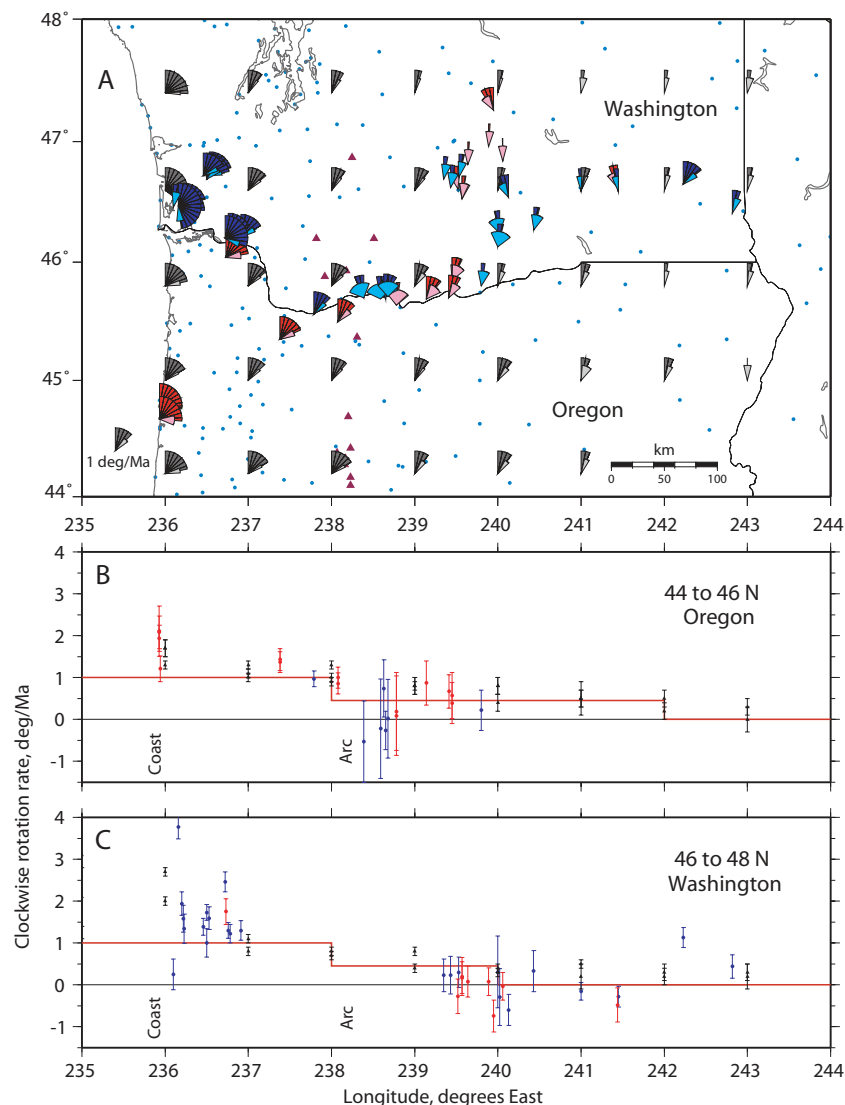 48°
A
Washington
47°
46°
45°
Oregon
km
1 deg/Ma
0 50 100
44°
235 236 237 238 239 240 241 242 243 244
4
B
44 to 46 N
Oregon
3
2
1
0
-1
Coast
Arc
4
C
46 to 48 N
Washington
3
2
1
0
-1
Coast
Arc
Clockwise rotation rate, deg/Ma
235 236 237 238 239 240 241 242 243 244
Longitude, degrees East